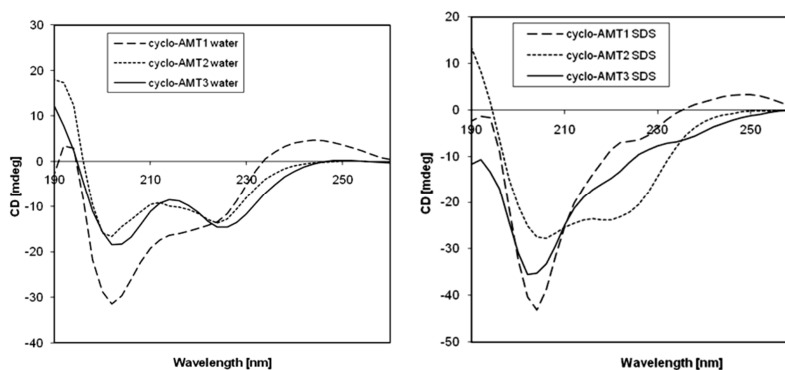 30
20
10
0
-10
-20
-30
-40
190
210
230
250
CD [mdeg]
Wavelength [nm]
cyclo-AMT1 water
cyclo-AMT2 water
cyclo-AMT3 water
20
10
0
-10
-20
-30
-40
-50
190
210
230
250
CD [mdeg]
Wavelength [nm]
cyclo-AMT1 SDS
cyclo-AMT2 SDS
cyclo-AMT3 SDS